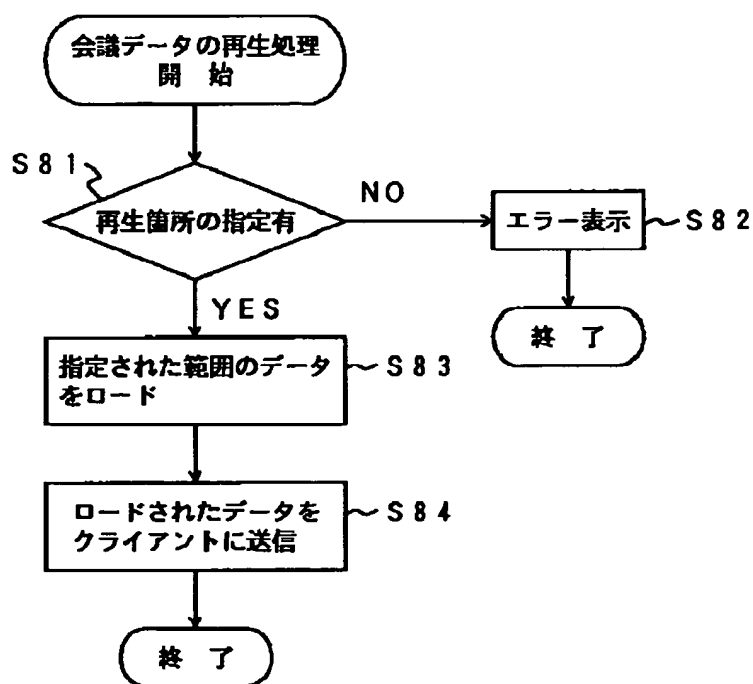 会議データの再生処理
開 始
S81
再生箇所の指定有
NO
エラー表示
S82
YES
終 了
指定された範囲のデータ
をロード
S83
ロードされたデータを
クライアントに送信
S84
終 了